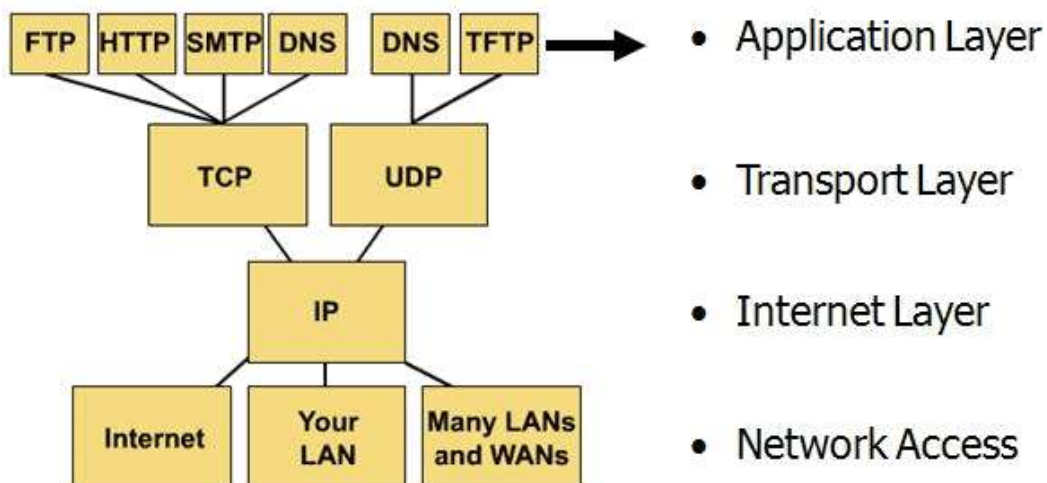 FTP HTTP SMTP DNS DNS TFTP
• Application Layer
TCP UDP
• Transport Layer
IP
• Internet Layer
Internet
Your
LAN
Many LANs
and WANs
• Network Access